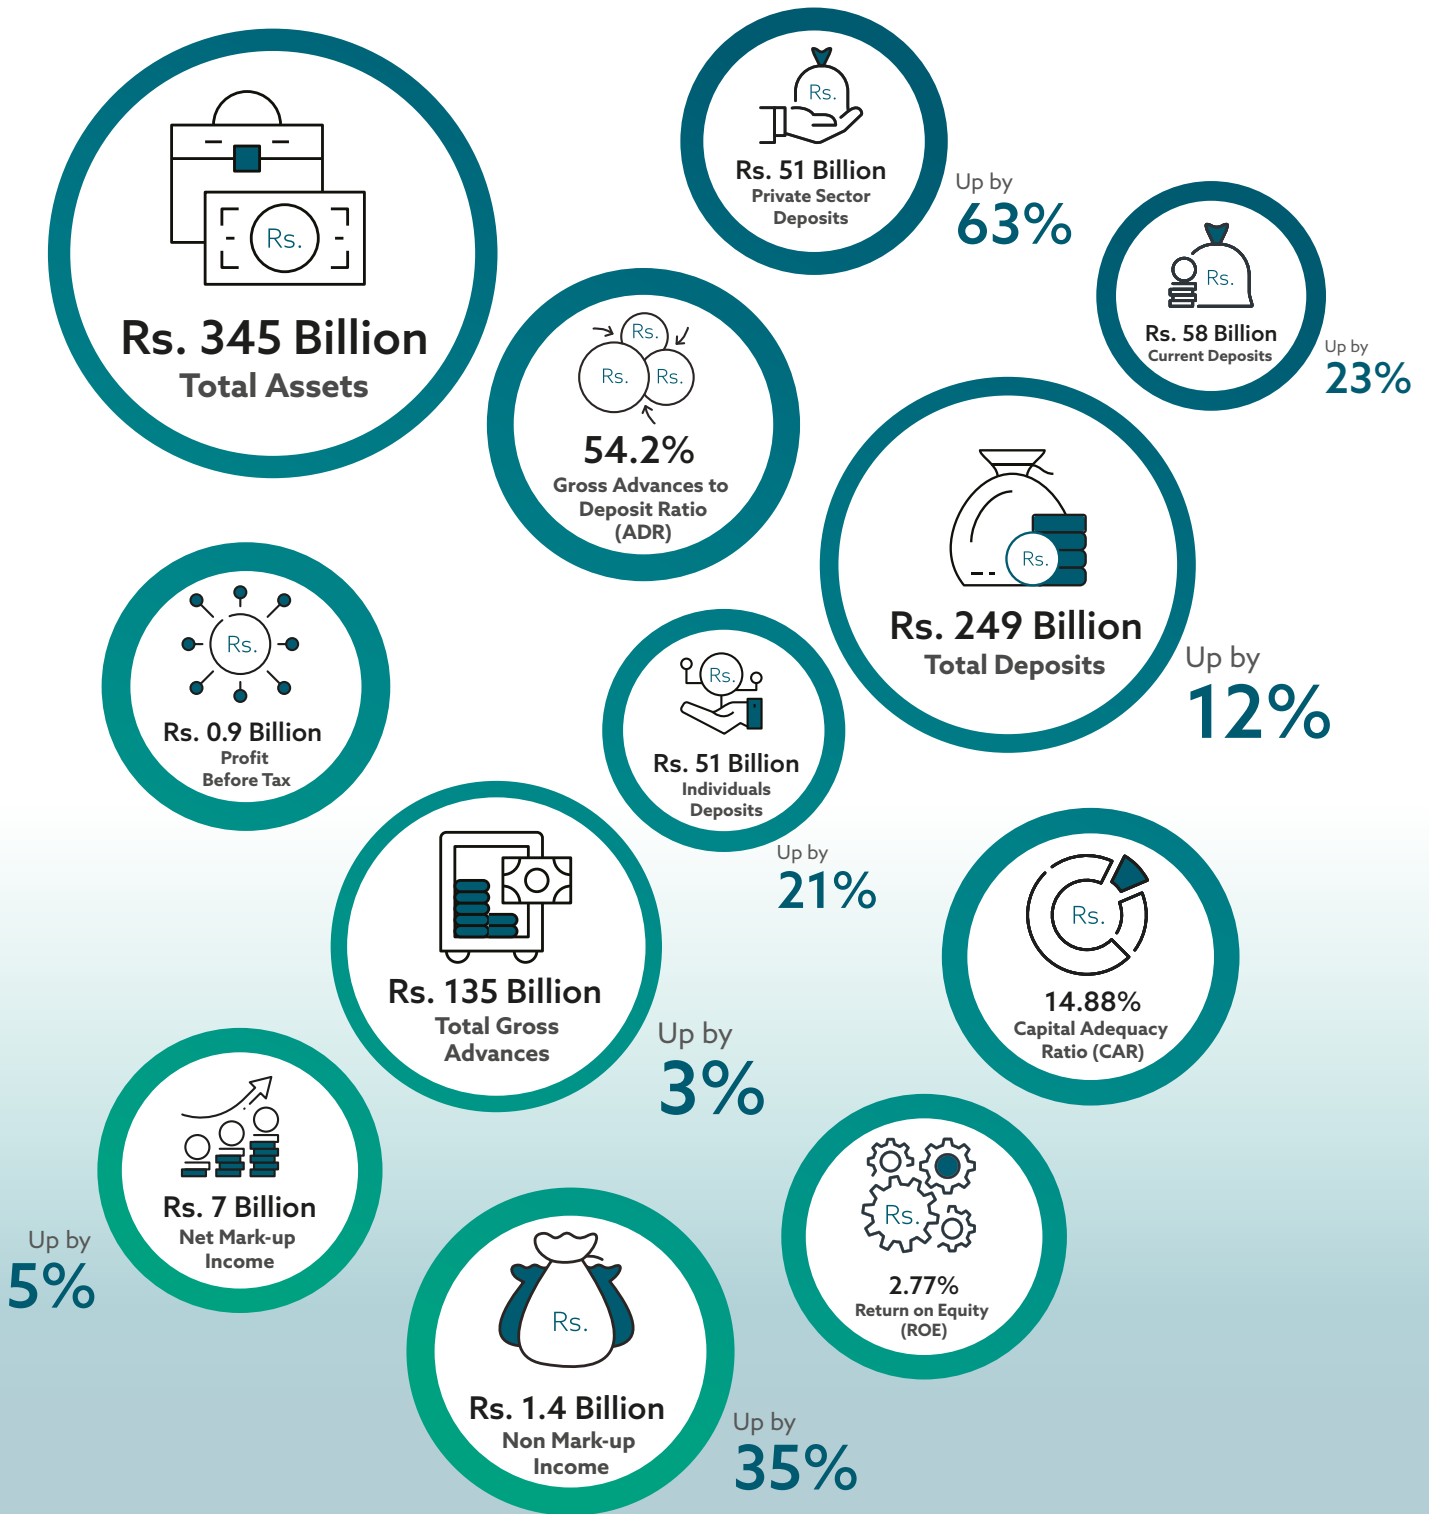 Rs.
Rs. 345 Billion
Total Assets
Rs.
Rs. 51 Billion
Private Sector
Deposits
Up by
63%
Rs.
Rs. 58 Billion
Current Deposits
Up by
23%
Rs.
Rs.
Rs.
54.2%
Gross Advances to
Deposit Ratio
(ADR)
Rs.
Rs. 249 Billion
Total Deposits
Up by
12%
Rs.
Rs. 0.9 Billion
Profit
Before Tax
Rs.
Rs. 51 Billion
Individuals
Deposits
Up by
21%
Rs. 135 Billion
Total Gross
Advances
Up by
3%
Rs.
14.88%
Capital Adequacy
Ratio (CAR)
Rs. 7 Billion
Net Mark-up
Income
Up by
5%
Rs.
2.77%
Return on Equity
(ROE)
Rs.
Rs. 1.4 Billion
Non Mark-up
Income
Up by
35%